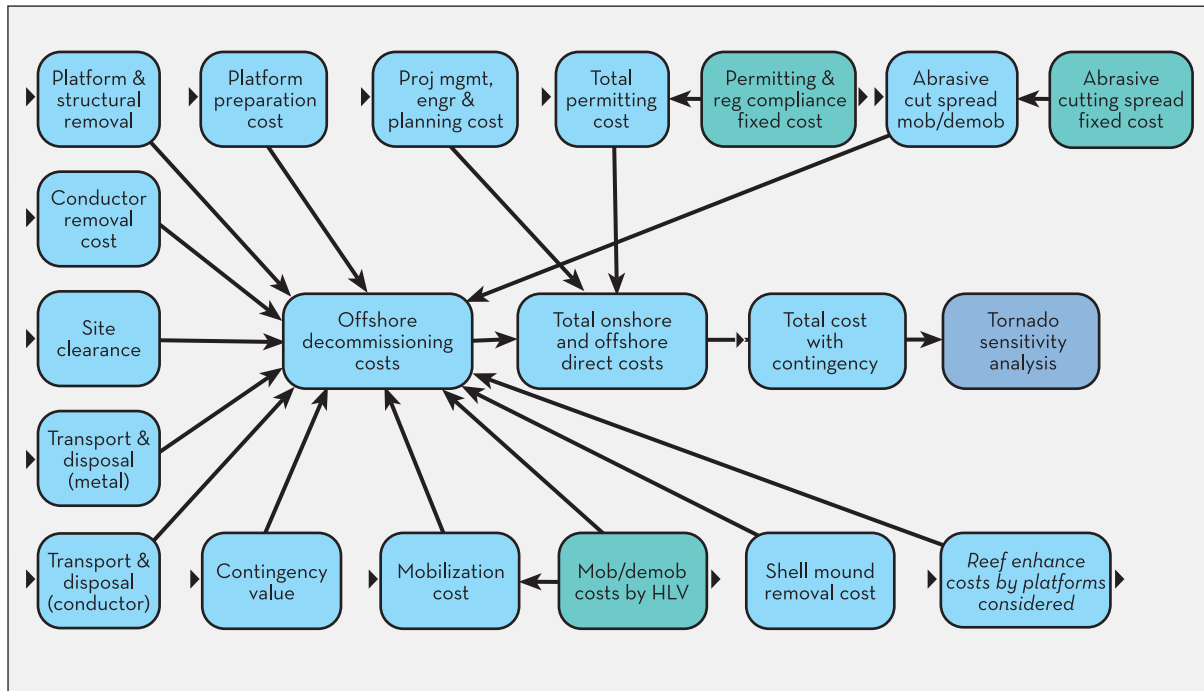 Platform &
structural
removal
Platform
preparation
cost
Proj mgmt,
engr &
planning cost
Total
permitting
cost
Permitting &
reg compliance
fixed cost
Abrasive
cut spread
mob/demob
Abrasive
cutting spread
fixed cost
Conductor
removal
cost
Site
clearance
Offshore
decommissioning
costs
Total onshore
and offshore
direct costs
Total cost
with
contingency
Tornado
sensitivity
analysis
Transport &
disposal
(metal)
Transport &
disposal
(conductor)
Contingency
value
Mobilization
cost
Mob/demob
costs by HLV
Shell mound
removal cost
Reef enhance
costs by platforms
considered